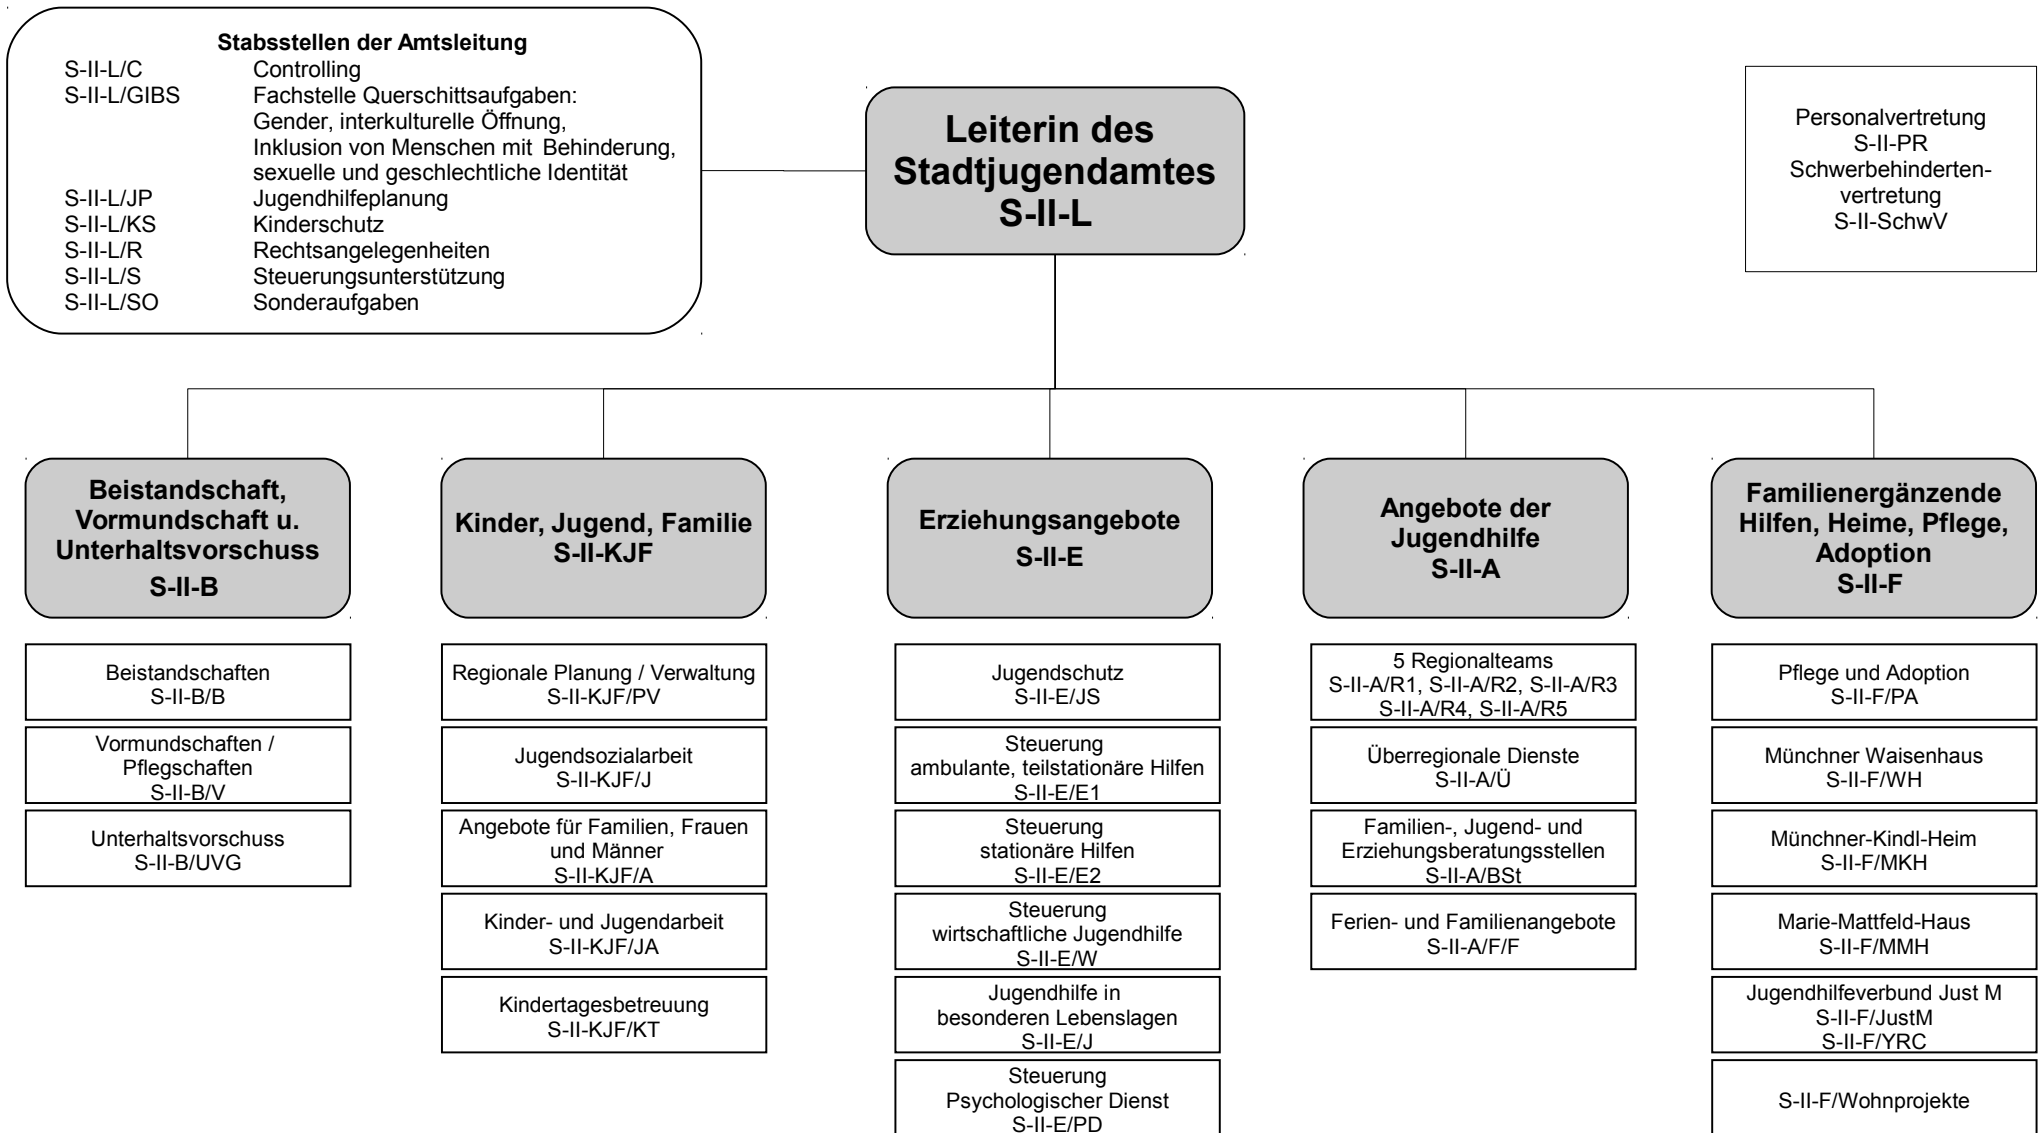 Stabsstellen der Amtsleitung
S-II-L/C Controlling
S-II-L/GIBS Fachstelle Querschittsaufgaben:
Gender, interkulturelle Öffnung,
Inklusion von Menschen mit Behinderung,
sexuelle und geschlechtliche Identität
S-II-L/JP Jugendhilfeplanung
S-II-L/KS Kinderschutz
S-II-L/R Rechtsangelegenheiten
S-II-L/S Steuerungsunterstützung
S-II-L/SO Sonderaufgaben
Leiterin des
Stadtjugendamtes
S-II-L
Personalvertretung
S-II-PR
Schwerbehinderten-
vertretung
S-II-SchwV
Beistandschaft,
Vormundschaft u.
Unterhaltsvorschuss
S-II-B
Beistandschaften
S-II-B/B
Vormundschaften /
Pflegschaften
S-II-B/V
Unterhaltsvorschuss
S-II-B/UVG
Kinder, Jugend, Familie
S-II-KJF
Regionale Planung / Verwaltung
S-II-KJF/PV
Jugendsozialarbeit
S-II-KJF/J
Angebote für Familien, Frauen
und Männer
S-II-KJF/A
Kinder- und Jugendarbeit
S-II-KJF/JA
Kindertagesbetreuung
S-II-KJF/KT
Erziehungsangebote
S-II-E
Jugendschutz
S-II-E/JS
Steuerung
ambulante, teilstationäre Hilfen
S-II-E/E1
Steuerung
stationäre Hilfen
S-II-E/E2
Steuerung
wirtschaftliche Jugendhilfe
S-II-E/W
Jugendhilfe in
besonderen Lebenslagen
S-II-E/J
Steuerung
Psychologischer Dienst
S-II-E/PD
Angebote der
Jugendhilfe
S-II-A
5 Regionalteams
S-II-A/R1, S-II-A/R2, S-II-A/R3
S-II-A/R4, S-II-A/R5
Überregionale Dienste
S-II-A/Ü
Familien-, Jugend- und
Erziehungsberatungsstellen
S-II-A/BSt
Ferien- und Familienangebote
S-II-A/F/F
Familienergänzende
Hilfen, Heime, Pflege,
Adoption
S-II-F
Pflege und Adoption
S-II-F/PA
Münchner Waisenhaus
S-II-F/WH
Münchner-Kindl-Heim
S-II-F/MKH
Marie-Mattfeld-Haus
S-II-F/MMH
Jugendhilfeverbund Just M
S-II-F/JustM
S-II-F/YRC
S-II-F/Wohnprojekte